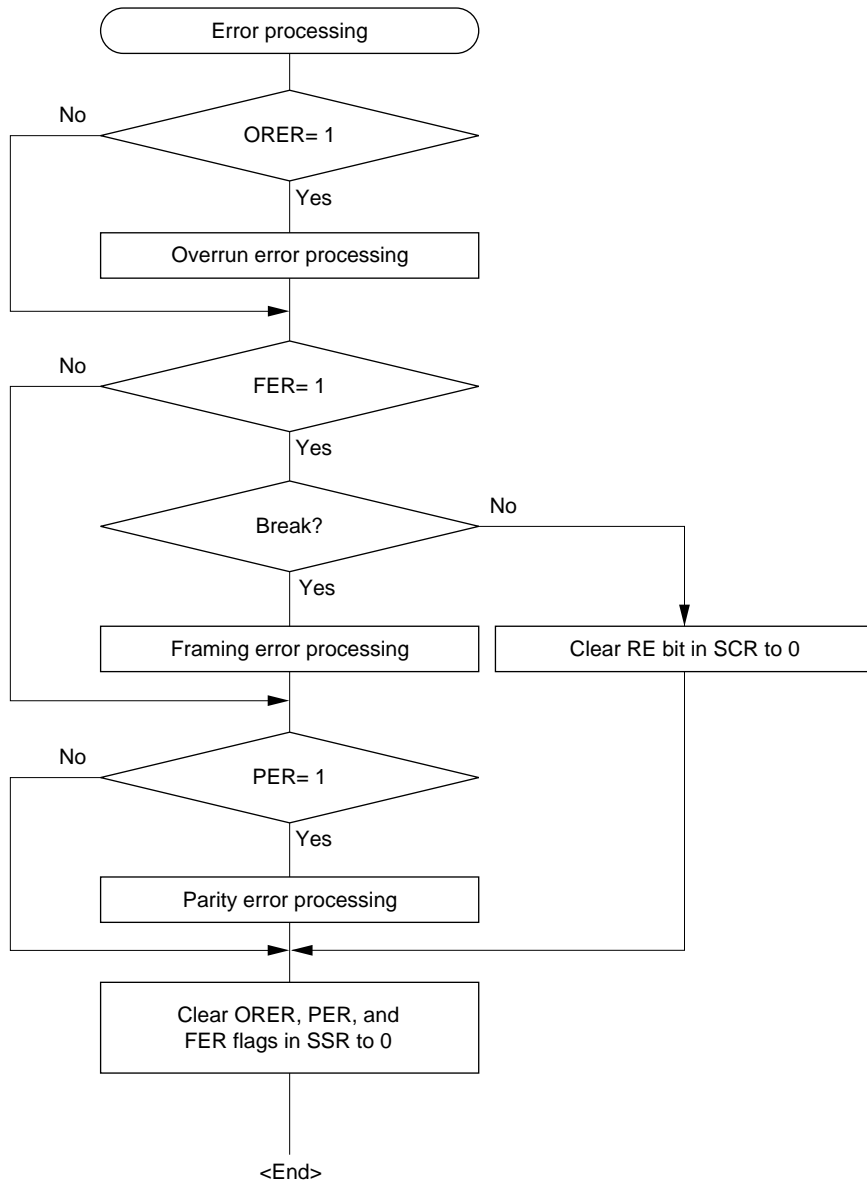 Error processing
No
ORER= 1
Yes
Overrun error processing
No
FER= 1
Yes
No
Break?
Yes
Framing error processing
Clear RE bit in SCR to 0
No
PER= 1
Yes
Parity error processing
Clear ORER, PER, and
FER flags in SSR to 0
<End>